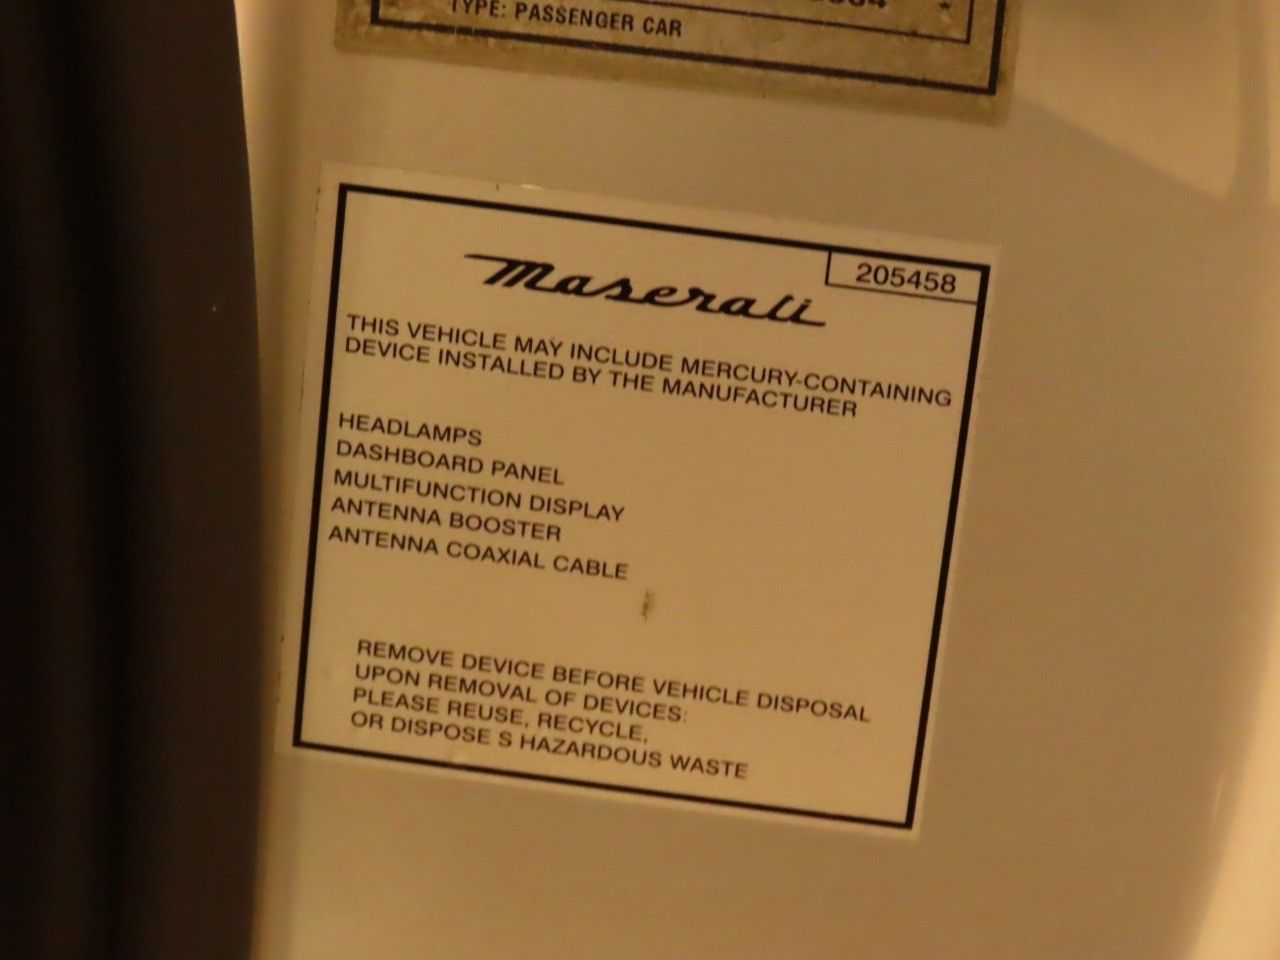 TYPE: PASSENGER CAR
Maserati
205458
THIS VEHICLE MAY INCLUDE MERCURY-CONTAINING
DEVICE INSTALLED BY THE MANUFACTURER
HEADLAMPS
DASHBOARD PANEL
MULTIFUNCTION DISPLAY
ANTENNA BOOSTER
ANTENNA COAXIAL CABLE
REMOVE DEVICE BEFORE VEHICLE DISPOSAL
UPON REMOVAL OF DEVICES:
PLEASE REUSE, RECYCLE,
OR DISPOSE S HAZARDOUS WASTE